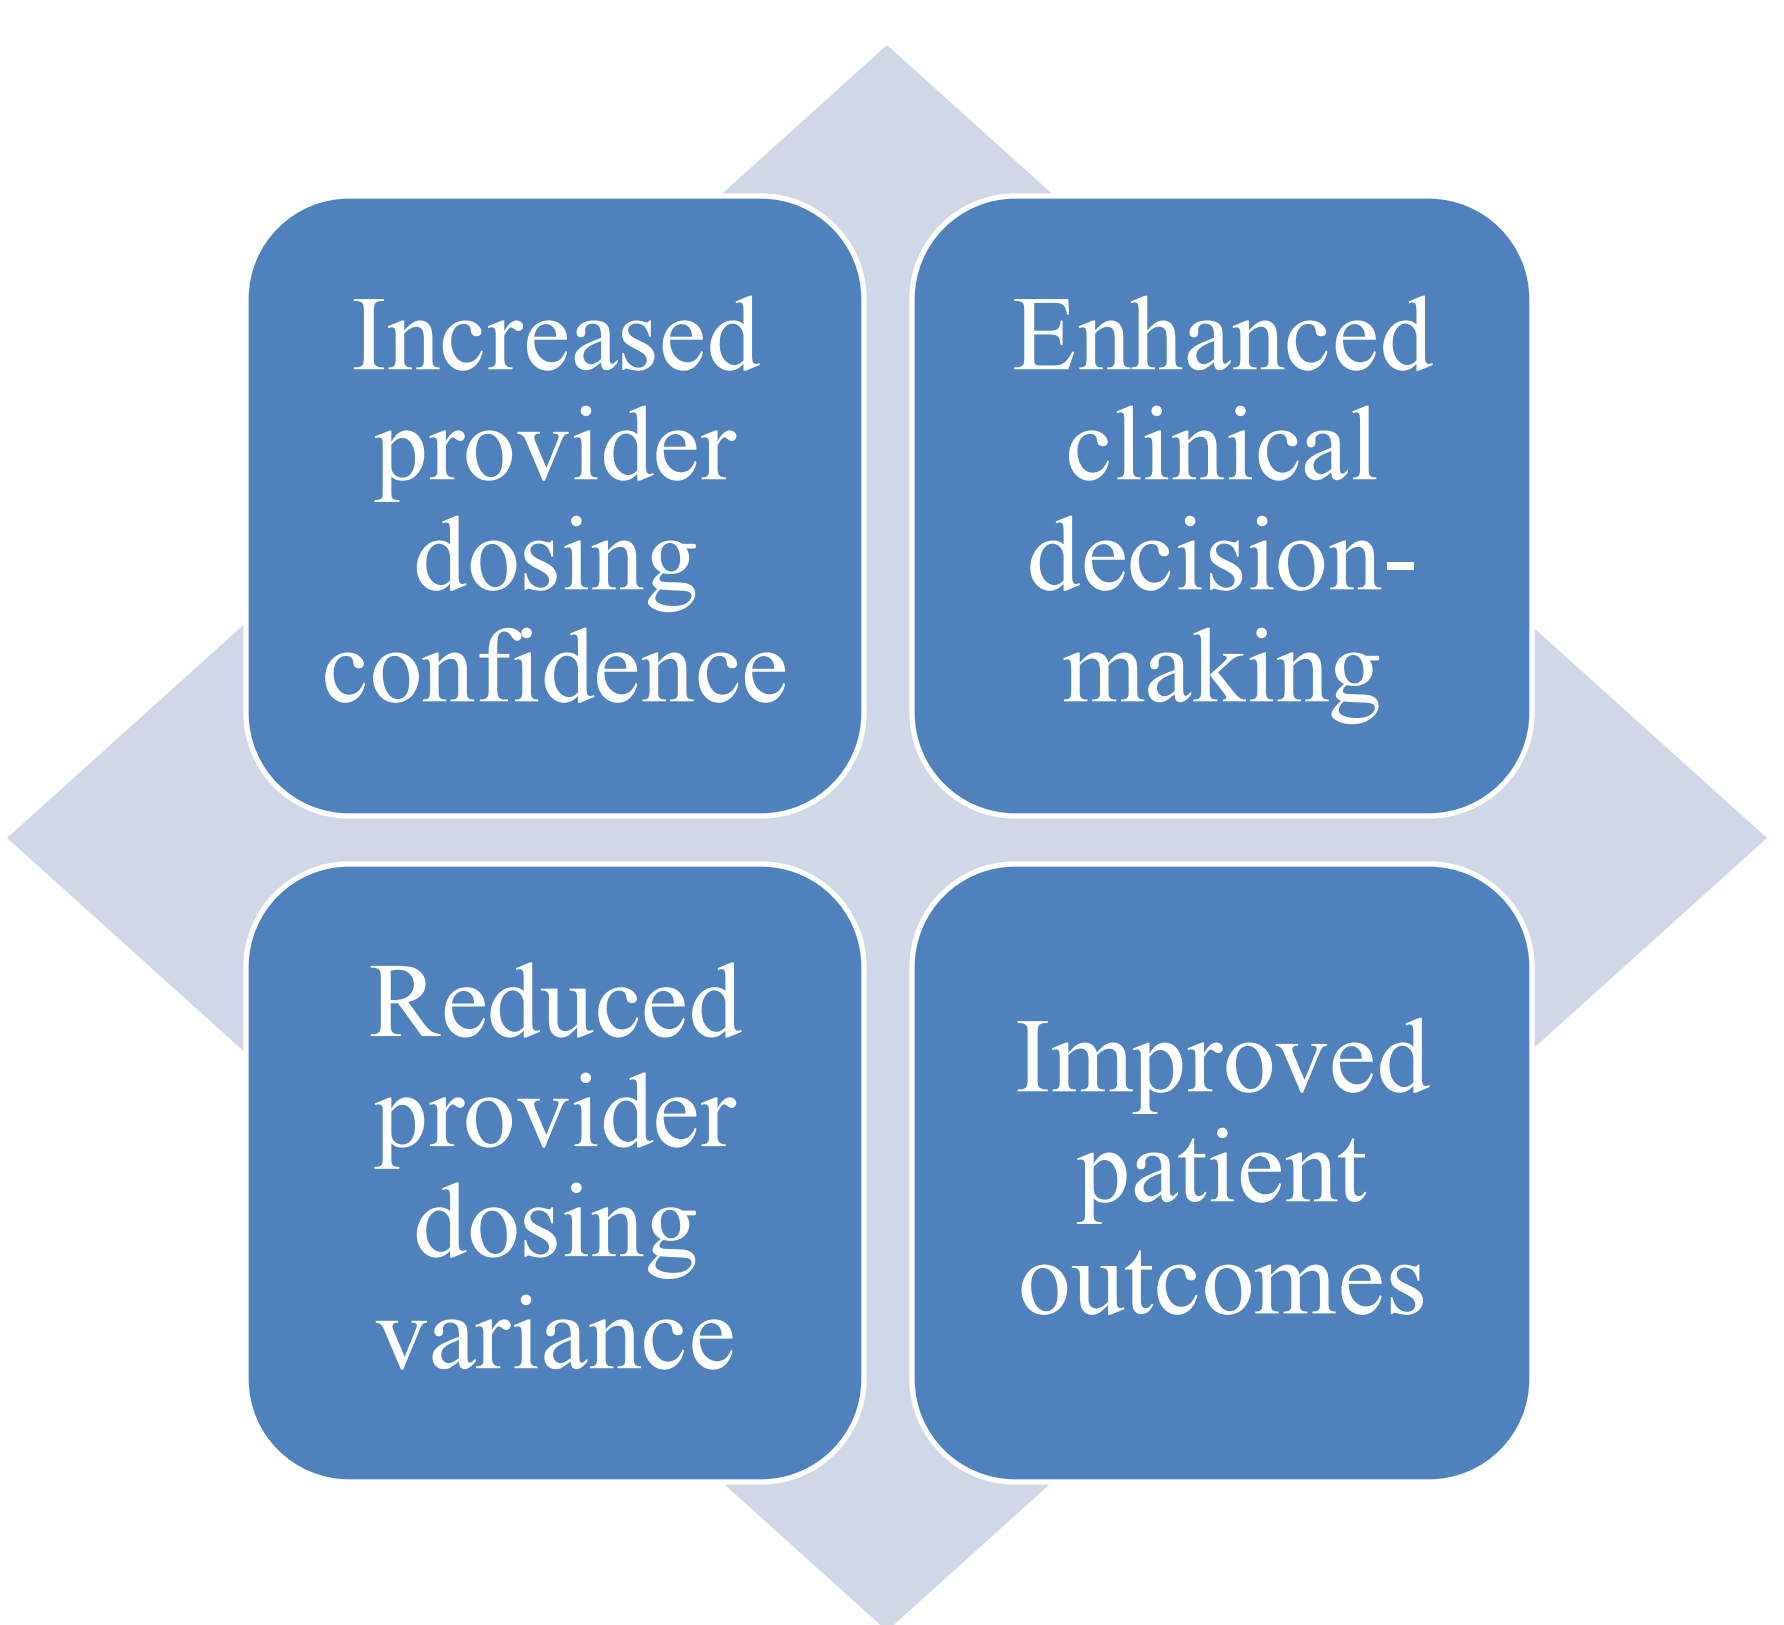 Increased
provider
dosing
confidence
Enhanced
clinical
decision-
making
Reduced
provider
dosing
variance
Improved
patient
outcomes